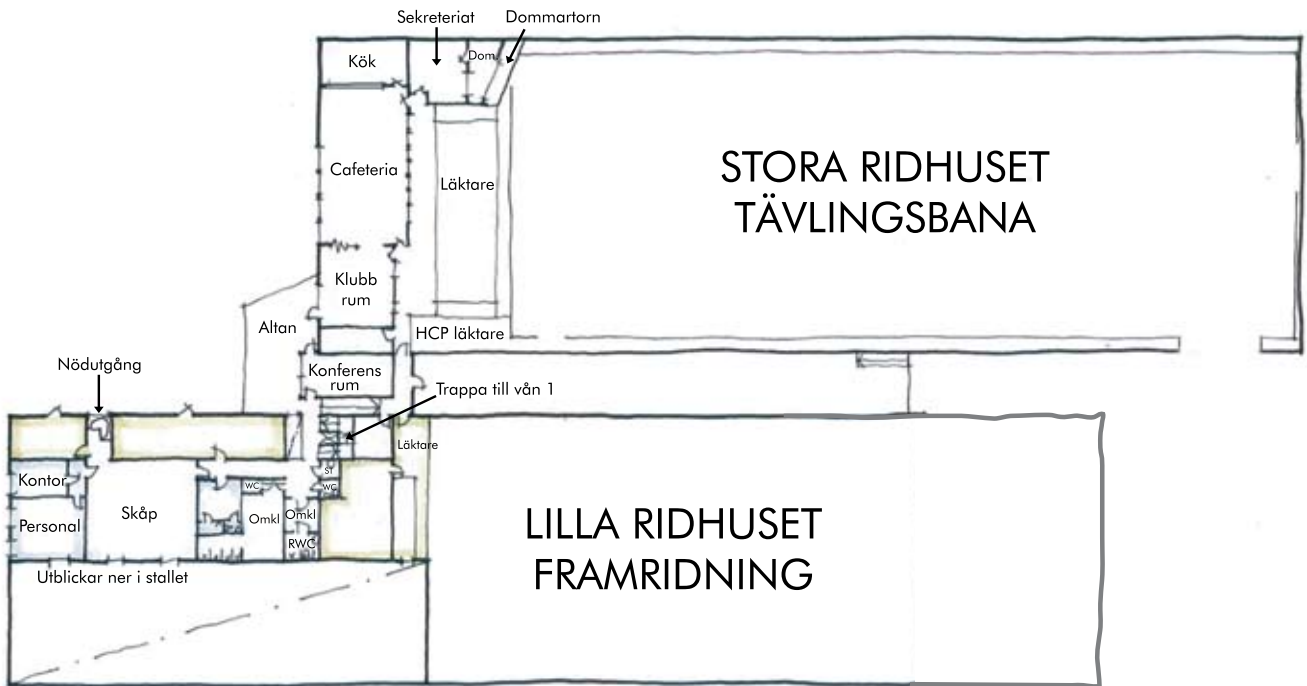 Sekreteriat
Dommartorn
Kök
Dom
Cafeteria
Läktare
STORA RIDHUSET
TÄVLINGSBANA
Klubb
rum
Altan
HCP läktare
Nödutgång
Konferens
rum
Trappa till vån 1
Läktare
Kontor
ST
WC
WC
Personal
Skåp
Omkl
Omkl
RWC
LILLA RIDHUSET
FRAMRIDNING
Utblickar ner i stallet